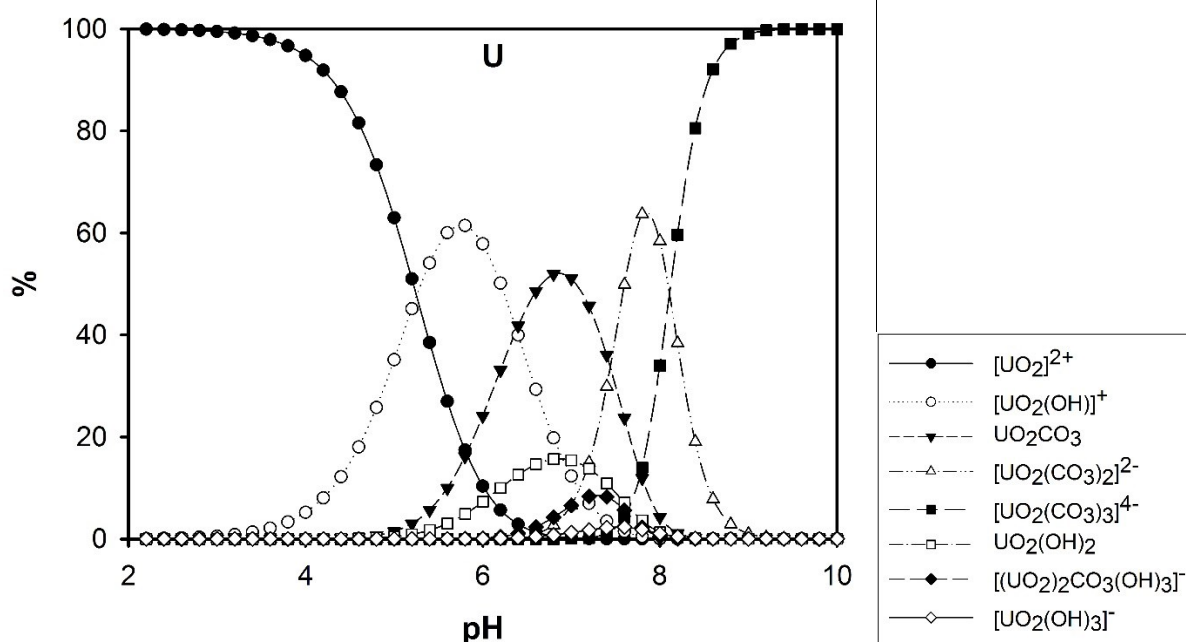 100
80
60
40
20
0
%
U
2
4
6
8
10
pH
[UO₂]²⁺
[UO₂(OH)]⁺
UO₂CO₃
[UO₂(CO₃)₂]²⁻
[UO₂(CO₃)₃]⁴⁻
UO₂(OH)₂
[(UO₂)₂CO₃(OH)₃]⁻
[UO₂(OH)₃]⁻